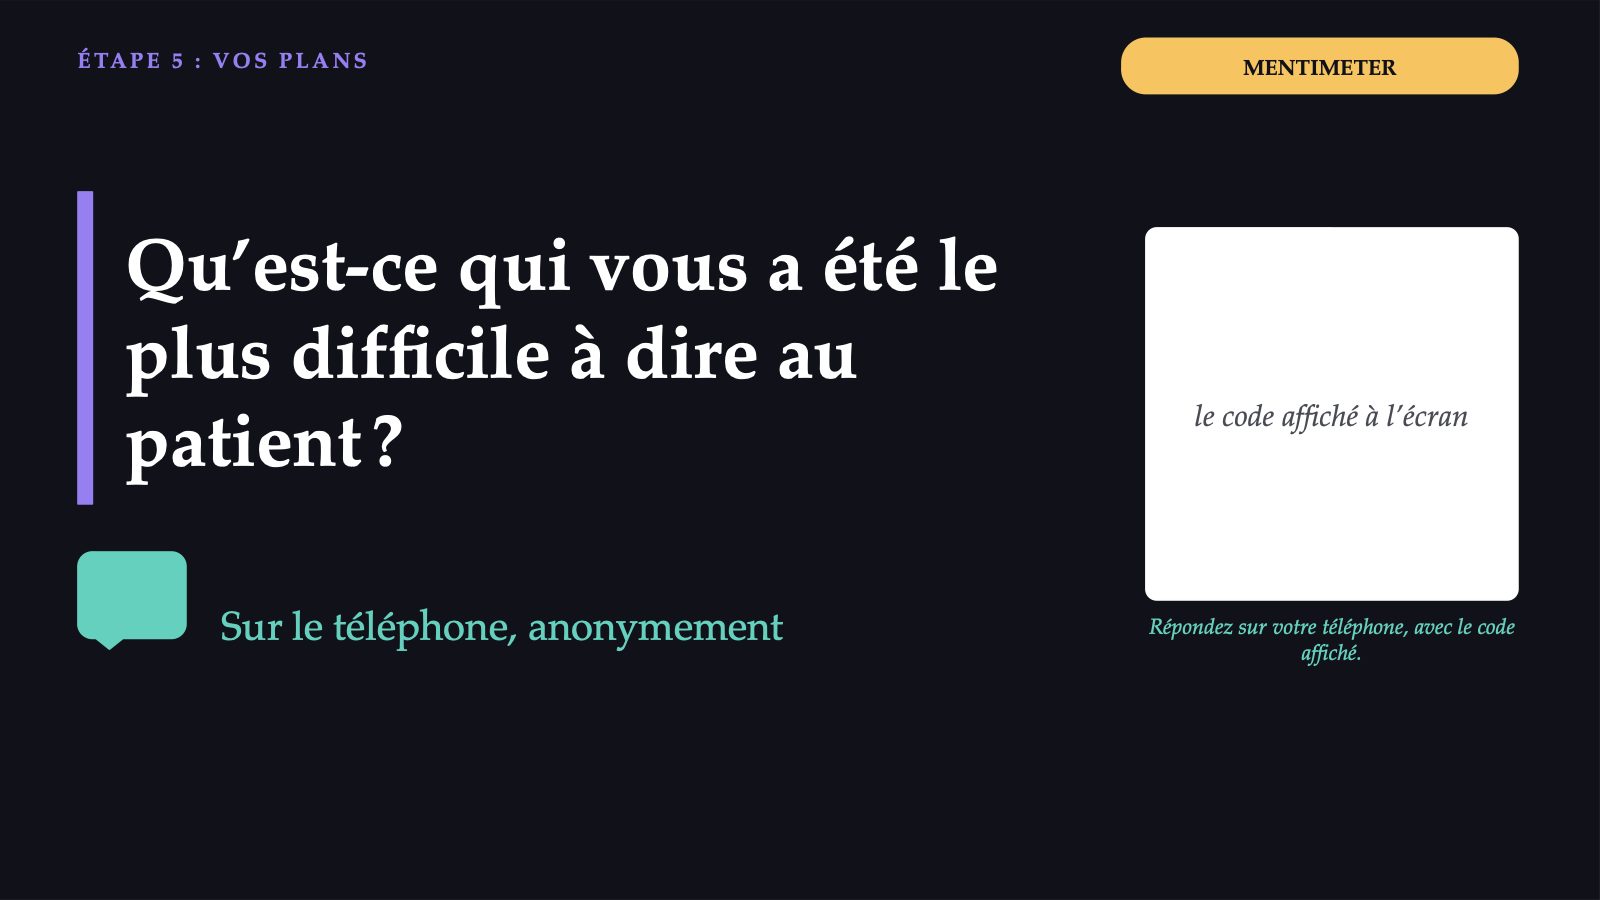 ÉTAPE 5 : VOS PLANS
MENTIMETER
Qu’est-ce qui vous a été le
plus difficile à dire au
patient ?
Sur le téléphone, anonymement
le code affiché à l’écran
Répondez sur votre téléphone, avec le code
affiché.